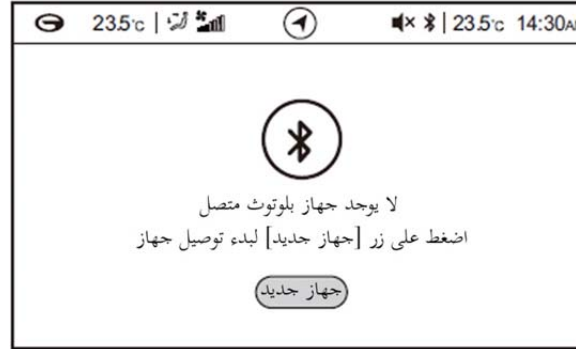 23.5°C | 23.5°C 14:30AM
لا يوجد جهاز بلوتوث متصل
اضغط على زر [جهاز جديد] لبدء توصيل جهاز
جهاز جديد